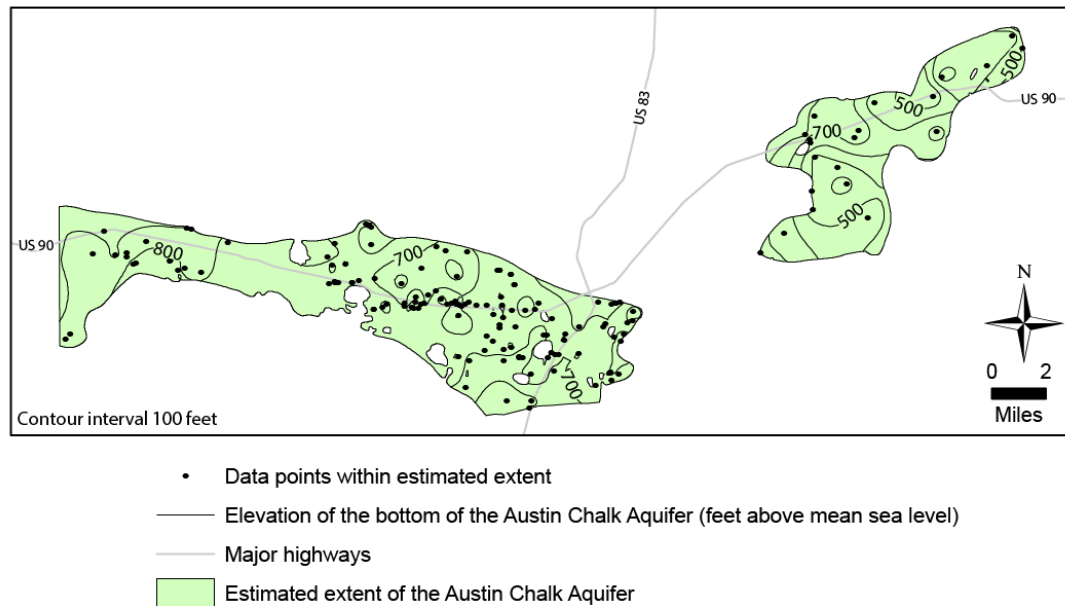 500
US 90
500
700
US 83
500
US 90
800
700
N
700
0 2
Miles
Contour interval 100 feet
Data points within estimated extent
Elevation of the bottom of the Austin Chalk Aquifer (feet above mean sea level)
Major highways
Estimated extent of the Austin Chalk Aquifer